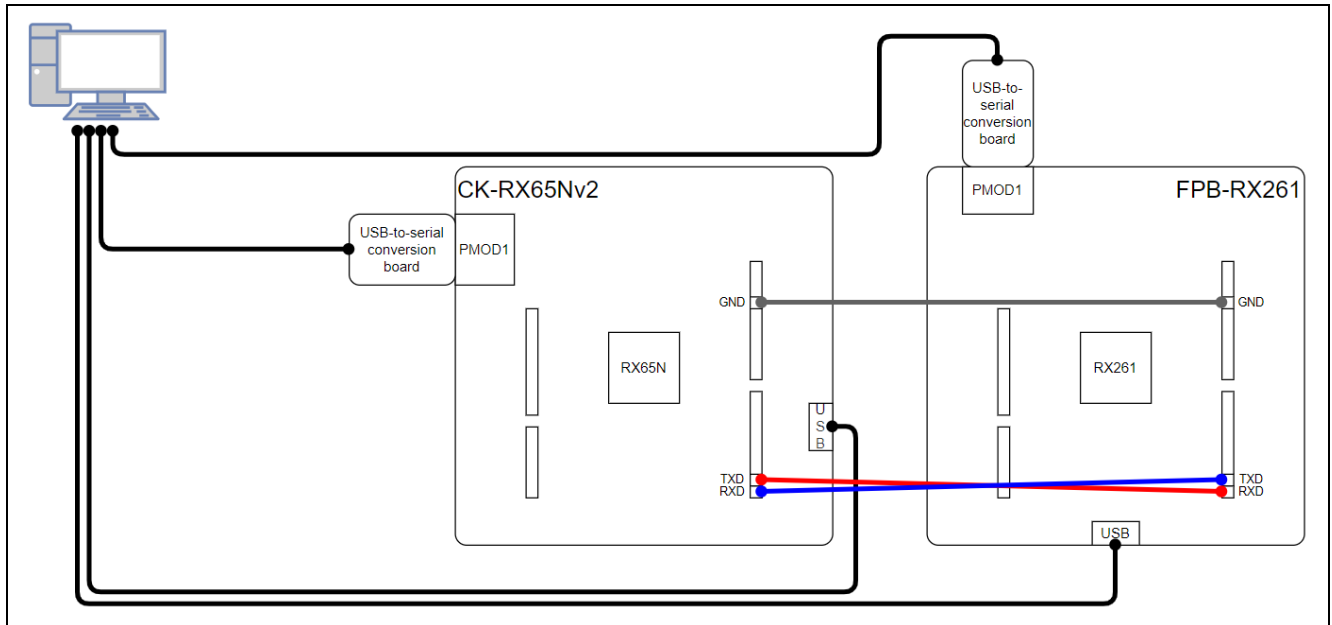 USB-to-
serial
conversion
board
CK-RX65Nv2
PMOD1
FPB-RX261
USB-to-serial
conversion
board
PMOD1
GND
GND
RX65N
RX261
U
S
B
TXD
RXD
TXD
RXD
USB